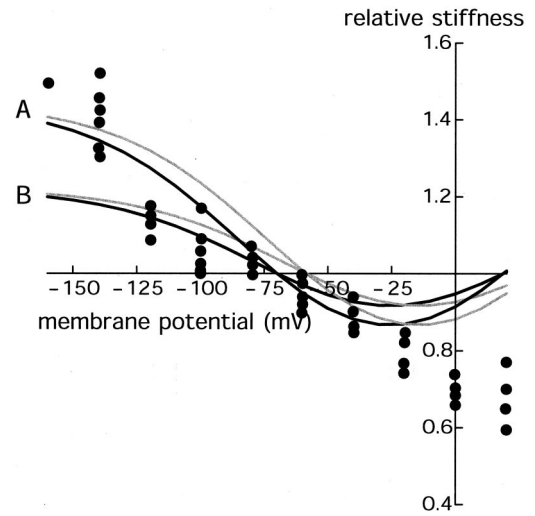 relative stiffness
1.6
A
1.4
B
1.2
-150 -125 -100 -75 50 -25
membrane potential (mV)
0.8
0.6
0.4